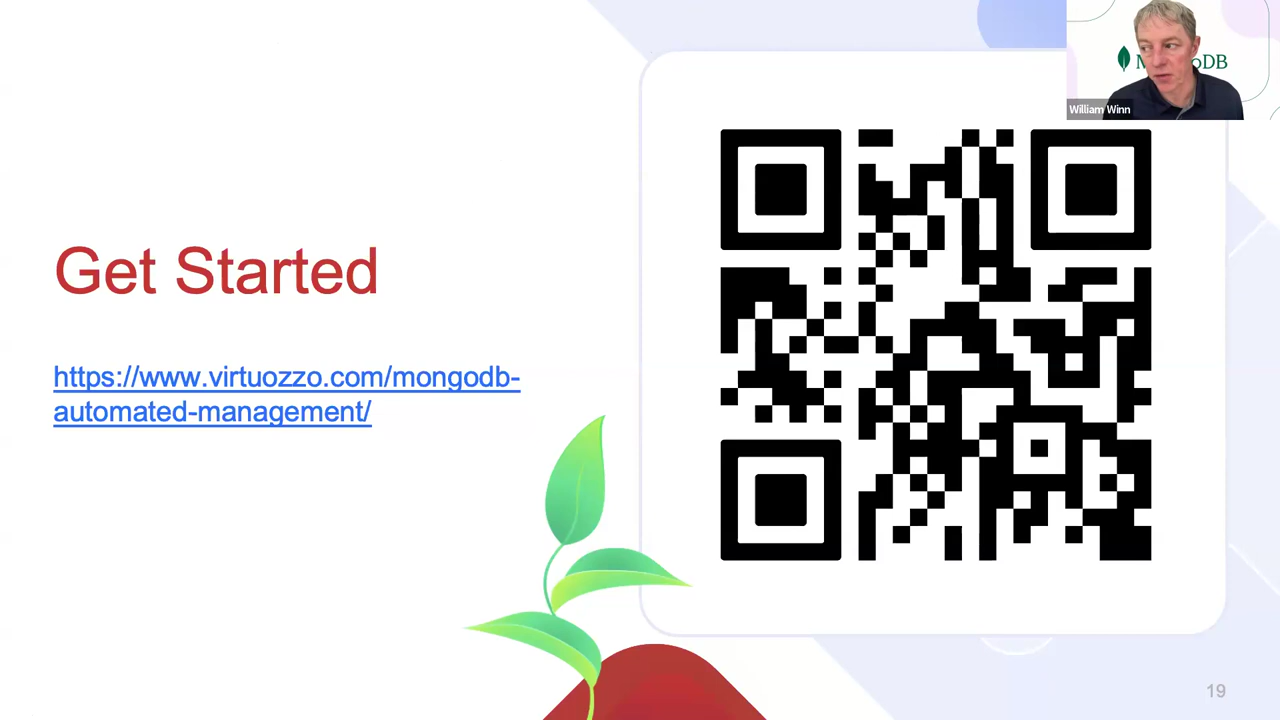 William Winn
Get Started
https://www.virtuozzo.com/mongodb-
automated-management/
19